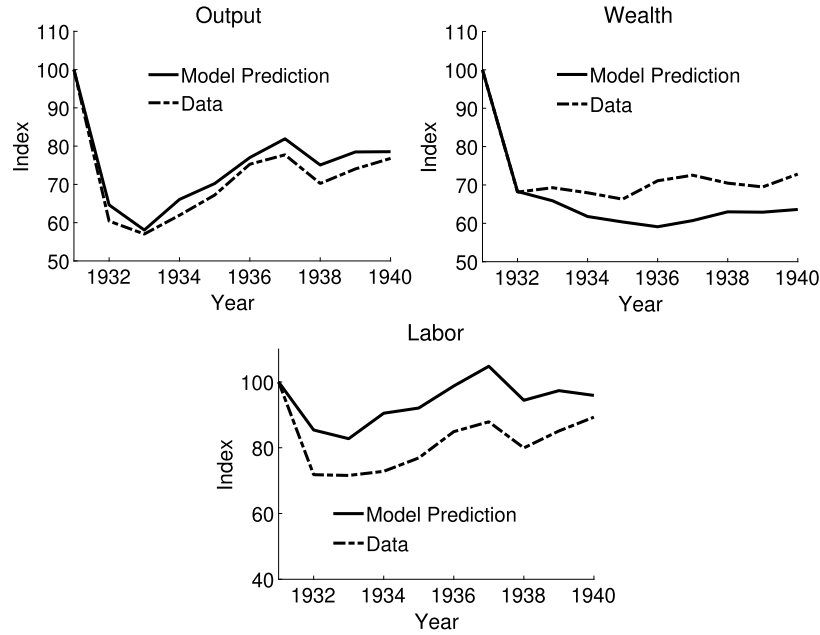 Output
110
100
90
80
70
60
50
Index
Model Prediction
Data
1932 1934 1936 1938 1940
Year
Wealth
110
100
90
80
70
60
50
Index
Model Prediction
Data
1932 1934 1936 1938 1940
Year
Labor
100
80
60
40
Index
Model Prediction
Data
1932 1934 1936 1938 1940
Year